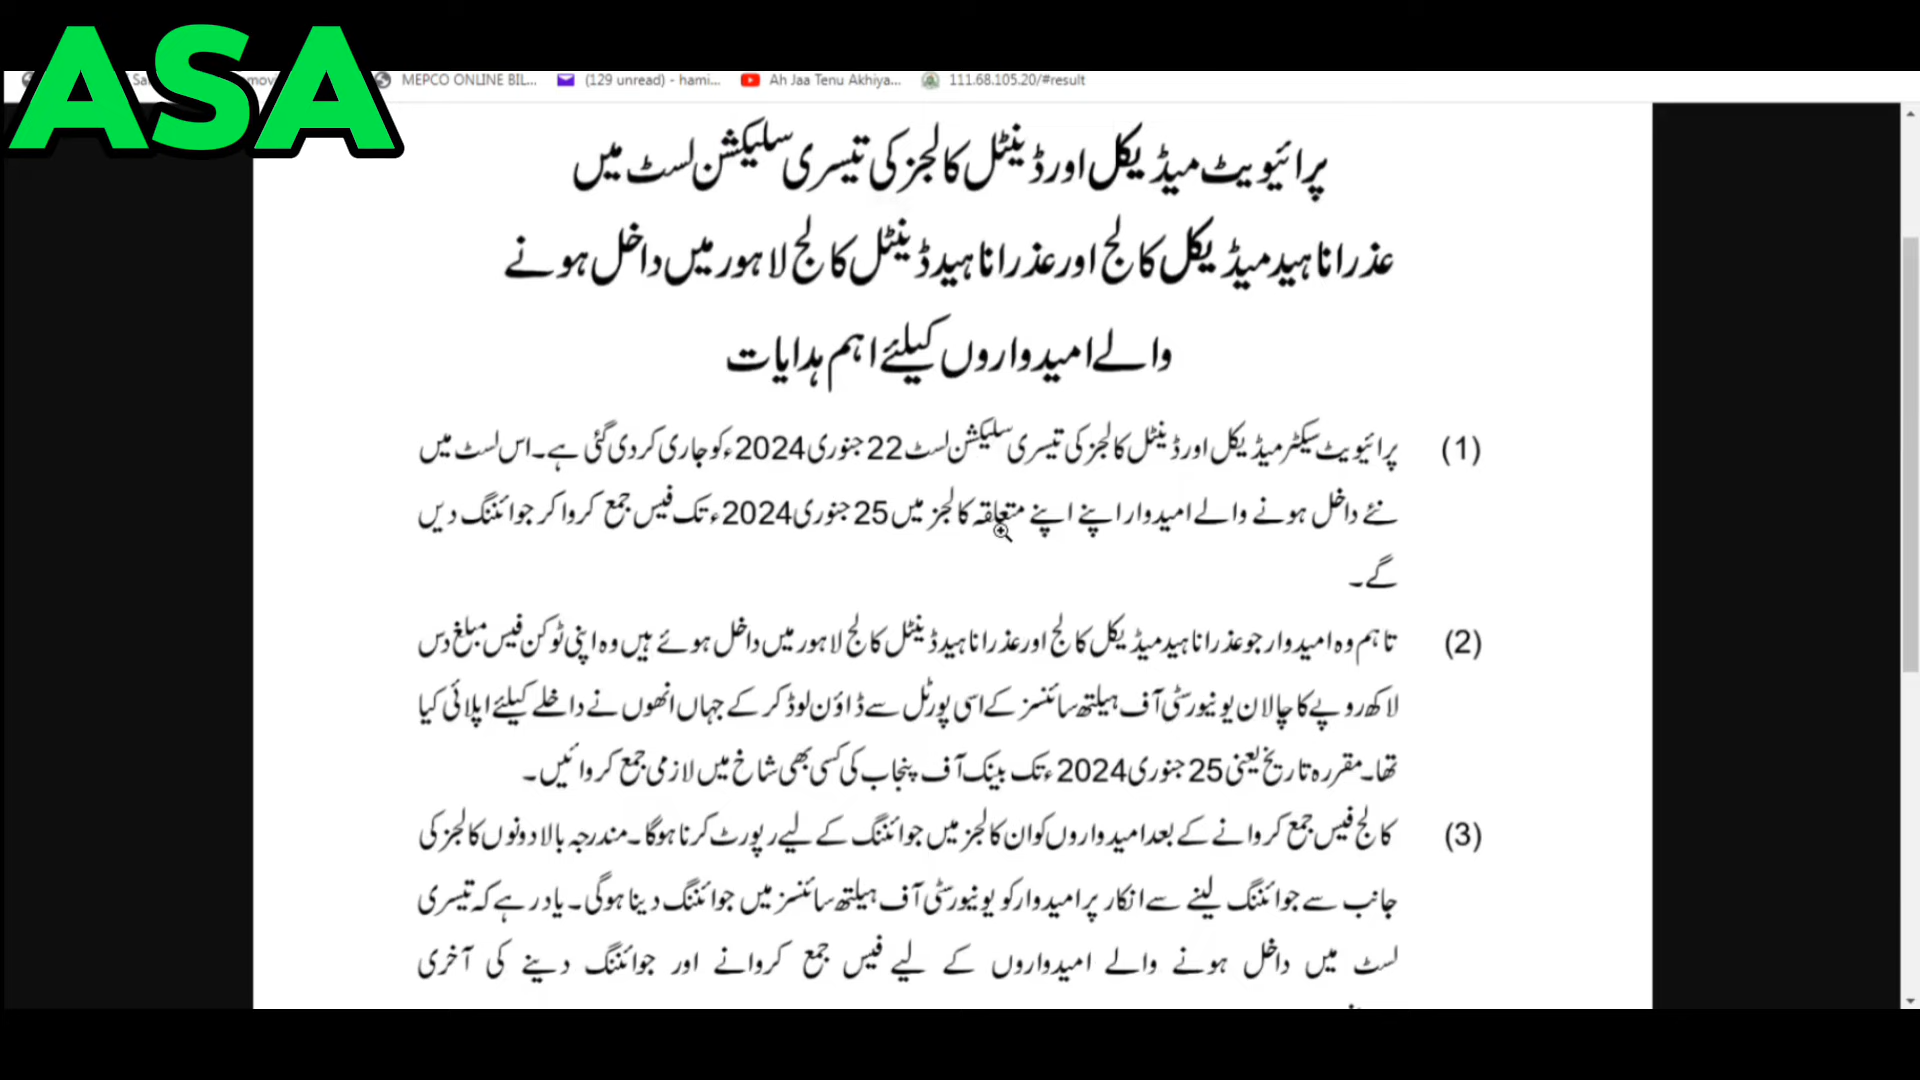 ASA
MEPCO ONLINE BIL... (129 unread) - hami... Ah Jaa Tenu Akhiya... 111.68.105.20/#result
پرائیویٹ میڈیکل اور ڈینٹل کالجز کی تیسری سلیکشن لسٹ میں
عذرا ناہید میڈیکل کالج اور عذرا ناہید ڈینٹل کالج لاہور میں داخل ہونے
والے امیدواروں کیلئے اہم ہدایات
(1) پرائیویٹ سیکٹر میڈیکل اور ڈینٹل کالجز کی تیسری سلیکشن لسٹ 22 جنوری 2024ء کو جاری کر دی گئی ہے۔ اس لسٹ میں
نئے داخل ہونے والے امیدوار اپنے اپنے متعلقہ کالجز میں 25 جنوری 2024ء تک فیس جمع کروا کر جوائننگ دیں
گے۔
(2) تاہم وہ امیدوار جو عذرا ناہید میڈیکل کالج اور عذرا ناہید ڈینٹل کالج لاہور میں داخل ہوئے ہیں وہ اپنی ٹوکن فیس مبلغ دس
لاکھ روپے کا چالان یونیورسٹی آف ہیلتھ سائنسز کے اسی پورٹل سے ڈاؤن لوڈ کر کے جہاں انھوں نے داخلے کیلئے اپلائی کیا
تھا۔ مقررہ تاریخ یعنی 25 جنوری 2024ء تک بینک آف پنجاب کی کسی بھی شاخ میں لازمی جمع کروائیں۔
(3) کالج فیس جمع کروانے کے بعد امیدواروں کو ان کالجز میں جوائننگ کے لیے رپورٹ کرنا ہوگا۔ مندرجہ بالا دونوں کالجز کی
جانب سے جوائننگ لینے سے انکار پر امیدوار کو یونیورسٹی آف ہیلتھ سائنسز میں جوائننگ دینا ہوگی۔ یاد رہے کہ تیسری
لسٹ میں داخل ہونے والے امیدواروں کے لیے فیس جمع کروانے اور جوائننگ دینے کی آخری